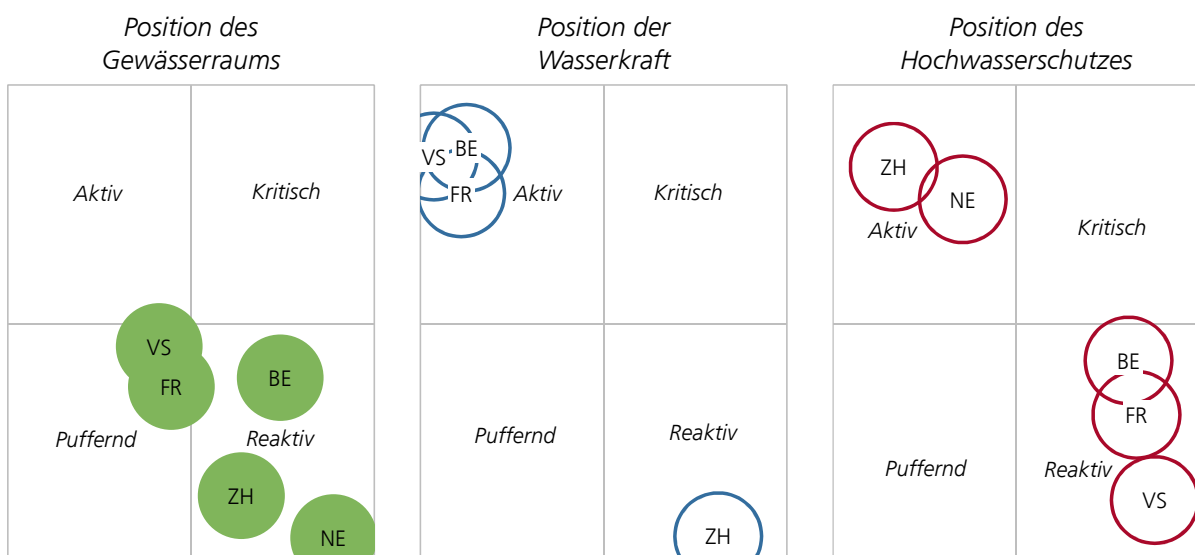 Position des
Gewässerraums
Aktiv
Kritisch
VS
FR
BE
Puffernd
Reaktiv
ZH
NE
Position der
Wasserkraft
VS
BE
FR
Aktiv
Kritisch
Puffernd
Reaktiv
ZH
Position des
Hochwasserschutzes
ZH
NE
Aktiv
Kritisch
BE
FR
Puffernd
Reaktiv
VS